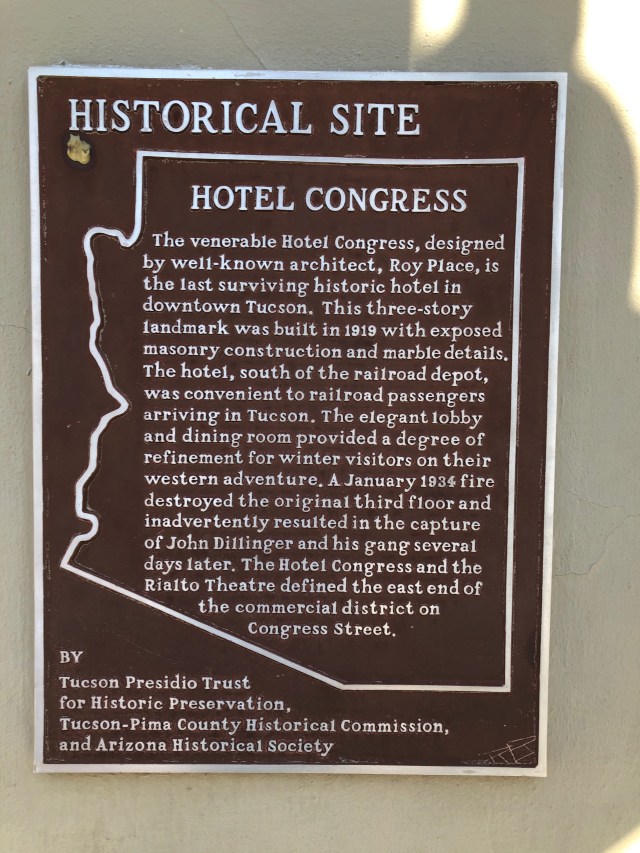 HISTORICAL SITE
HOTEL CONGRESS
The venerable Hotel Congress, designed
by well-known architect, Roy Place, is
the last surviving historic hotel in
downtown Tucson. This three-story
landmark was built in 1919 with exposed
masonry construction and marble details.
The hotel, south of the railroad depot,
was convenient to railroad passengers
arriving in Tucson. The elegant lobby
and dining room provided a degree of
refinement for winter visitors on their
western adventure. A January 1934 fire
destroyed the original third floor and
inadvertently resulted in the capture
of John Dillinger and his gang several
days later. The Hotel Congress and the
Rialto Theatre defined the east end of
the commercial district on
Congress Street.
BY
Tucson Presidio Trust
for Historic Preservation,
Tucson-Pima County Historical Commission,
and Arizona Historical Society